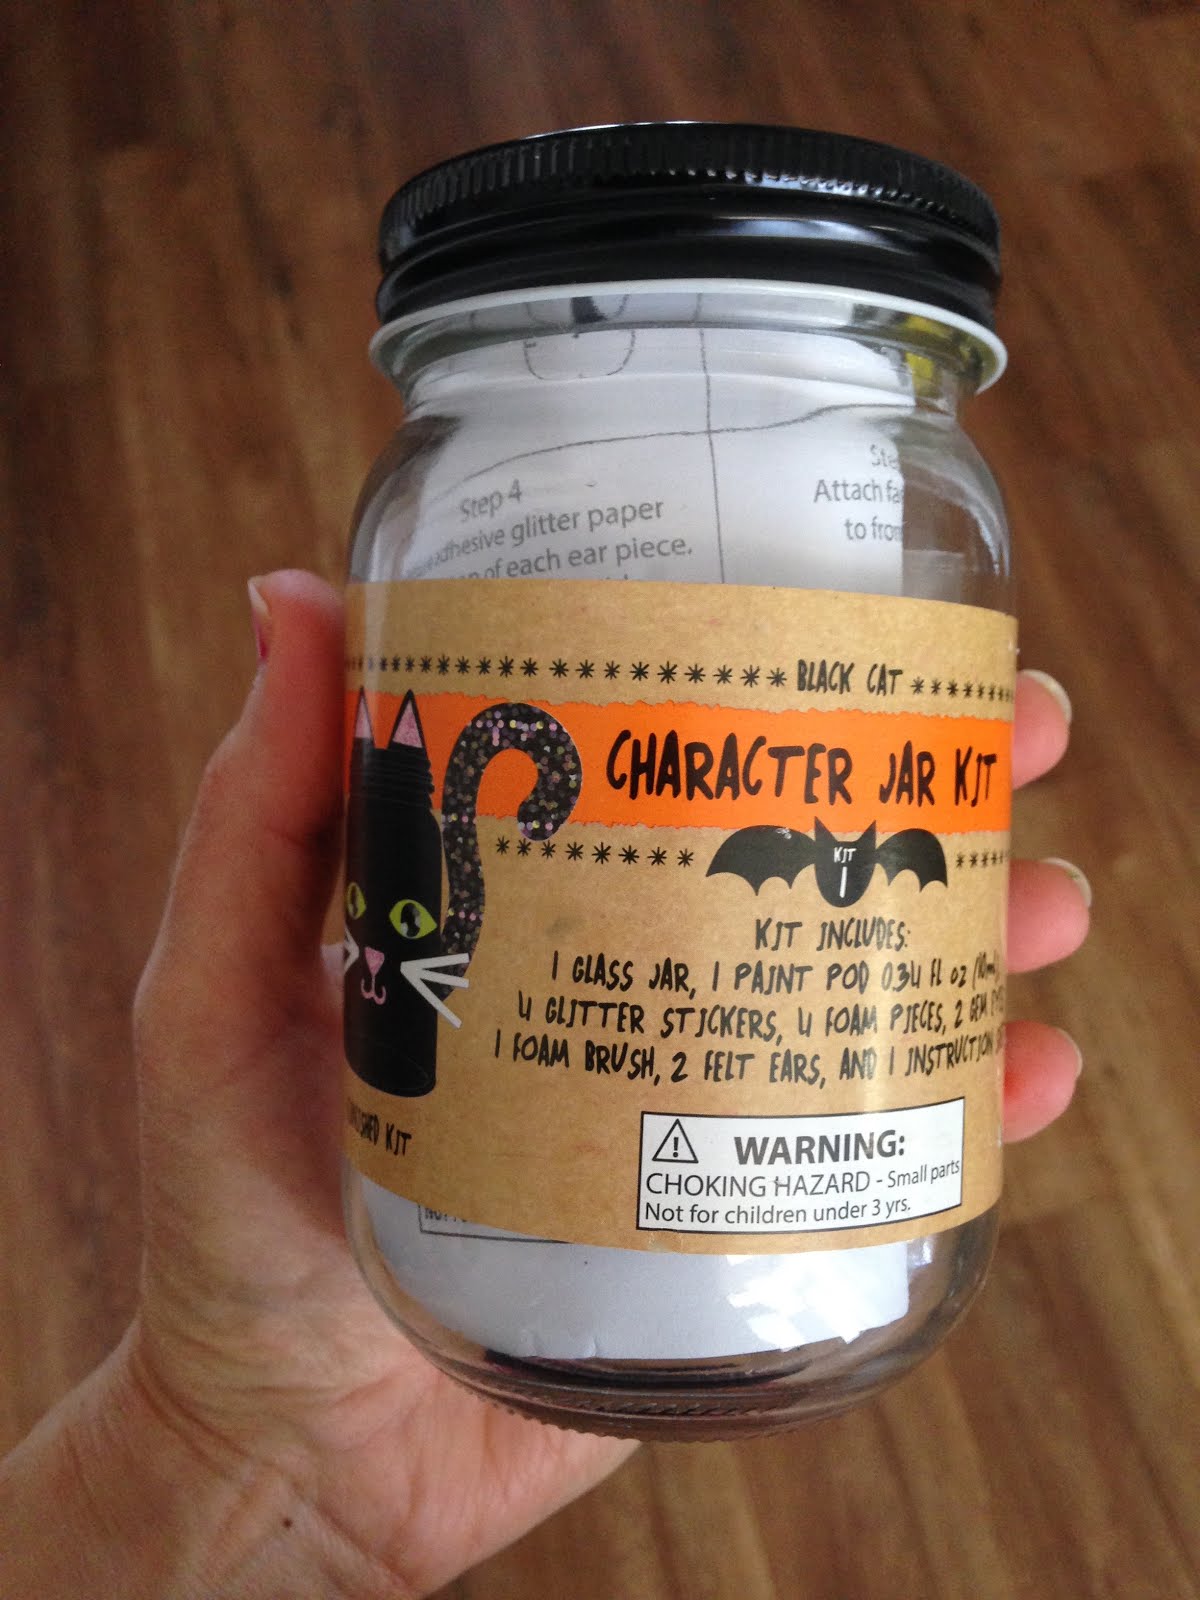 Step 4
adhesive glitter paper
of each ear piece.
Attach
to from
BLACK CAT
CHARACTER JAR KIT
KIT
1
KIT INCLUDES:
1 GLASS JAR, 1 PAINT POD 0.34 fl oz (10ml),
4 GLITTER STICKERS, 4 FOAM PIECES, 2 GEM
1 FOAM BRUSH, 2 FELT EARS, AND 1 INSTRUCTION
KIT
WARNING:
CHOKING HAZARD - Small parts
Not for children under 3 yrs.